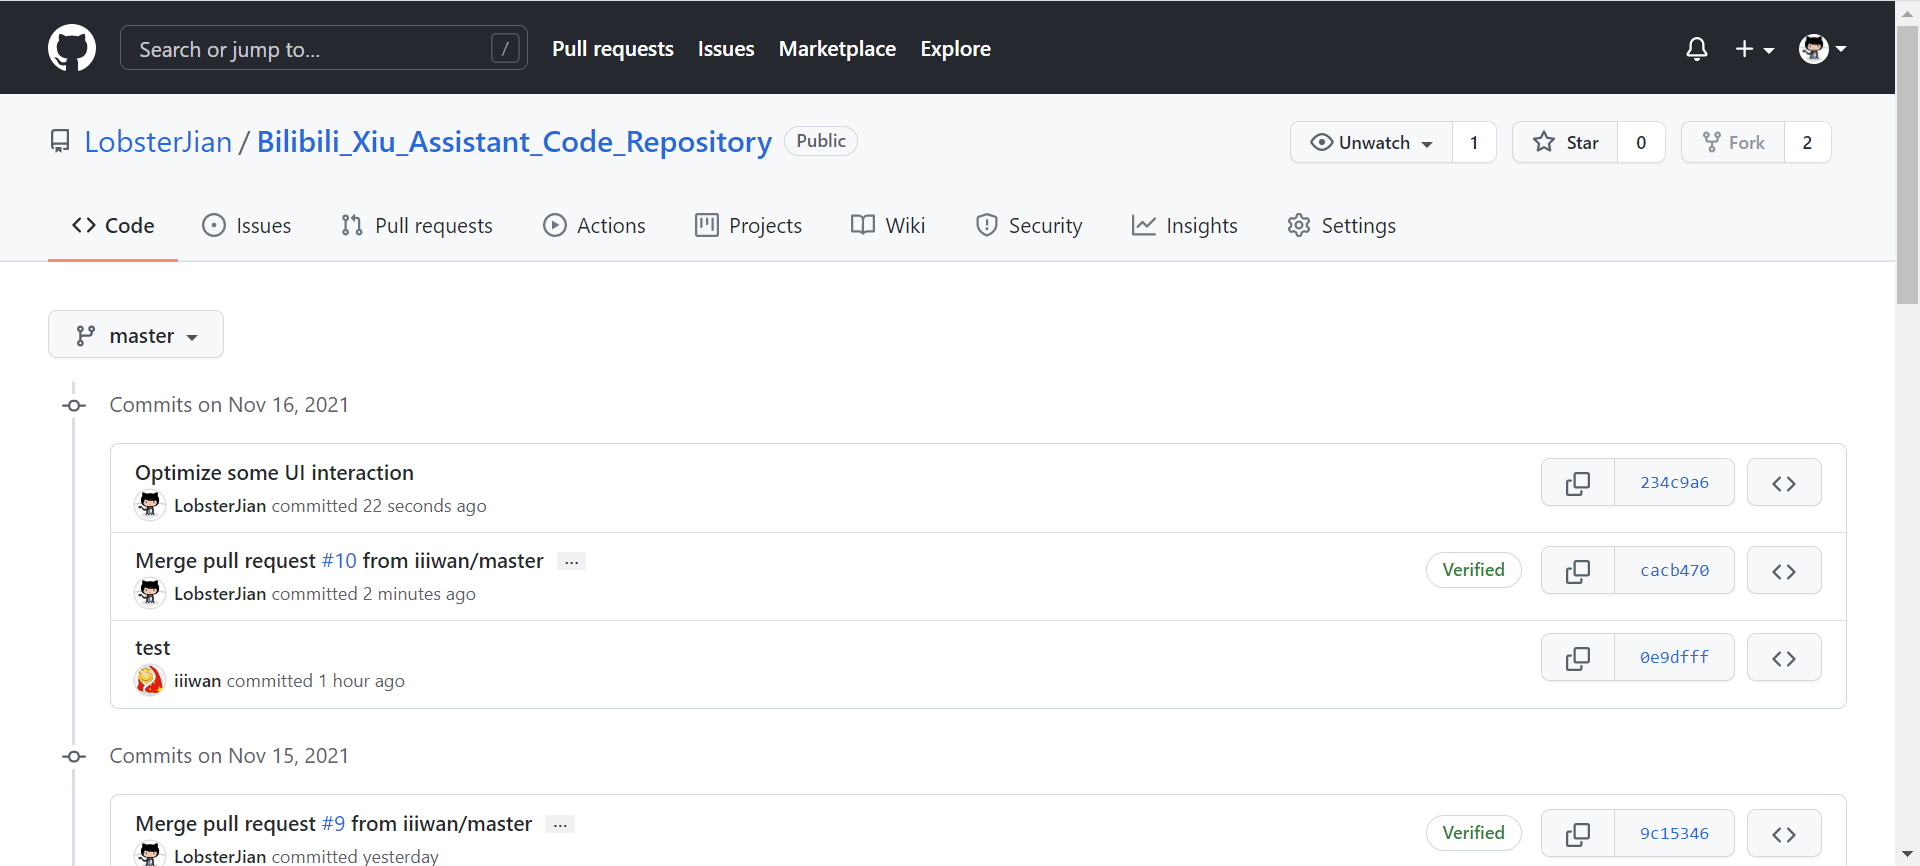 Search or jump to... / Pull requests Issues Marketplace Explore
LobsterJian / Bilibili_Xiu_Assistant_Code_Repository Public Unwatch 1 Star 0 Fork 2
Code Issues Pull requests Actions Projects Wiki Security Insights Settings
master
Commits on Nov 16, 2021
Optimize some UI interaction
LobsterJian committed 22 seconds ago
234c9a6
Merge pull request #10 from iiiwan/master ...
LobsterJian committed 2 minutes ago
Verified cacb470
test
iiiwan committed 1 hour ago
0e9dfff
Commits on Nov 15, 2021
Merge pull request #9 from iiiwan/master ...
LobsterJian committed yesterday
Verified 9c15346